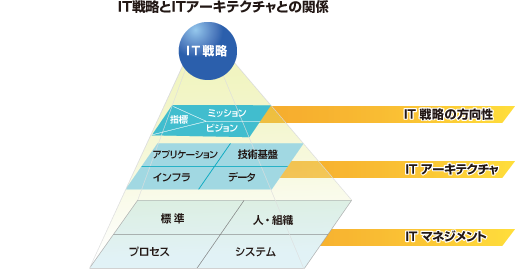 IT戦略とITアーキテクチャとの関係
IT戦略
指標
ミッション
ビジョン
IT 戦略の方向性
アプリケーション
技術基盤
インフラ
データ
IT アーキテクチャ
標準
人・組織
プロセス
システム
IT マネジメント